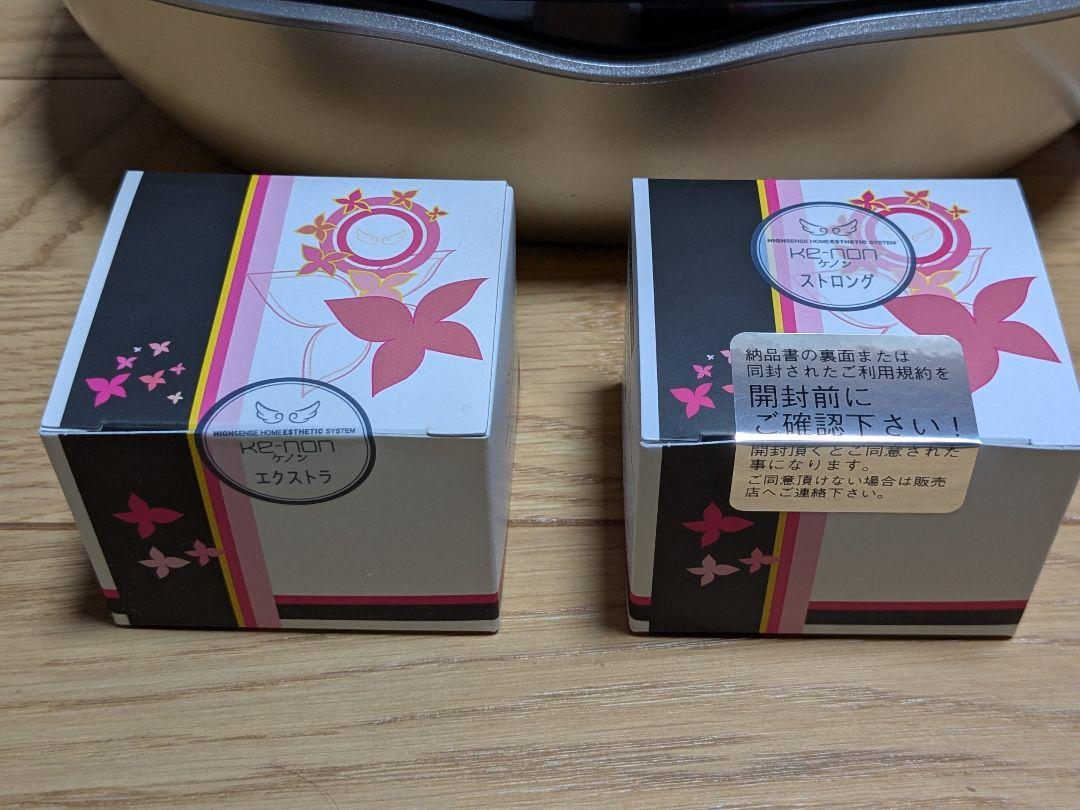 HIGHSENSE HOME ESTHETIC SYSTEM
ke-non
ケノン
エクストラ
HIGHSENSE HOME ESTHETIC SYSTEM
ke-non
ケノン
ストロング
納品書の裏面または
同封されたご利用規約を
開封前に
ご確認下さい！
開封頂くとご同意された
事になります。
ご同意頂けない場合は販売
店へご連絡下さい。